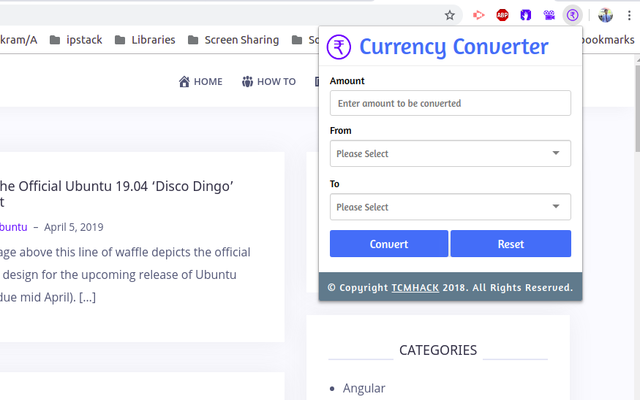 ABP
kram/A
ipstack
Libraries
Screen Sharing
bookmarks
₹ Currency Converter
HOME
HOW TO
Amount
Enter amount to be converted
From
Please Select
To
Please Select
Convert
Reset
© Copyright TCMHACK 2018. All Rights Reserved.
he Official Ubuntu 19.04 ‘Disco Dingo’
t
buntu – April 5, 2019
age above this line of waffle depicts the official
design for the upcoming release of Ubuntu
due mid April). [...]
CATEGORIES
Angular